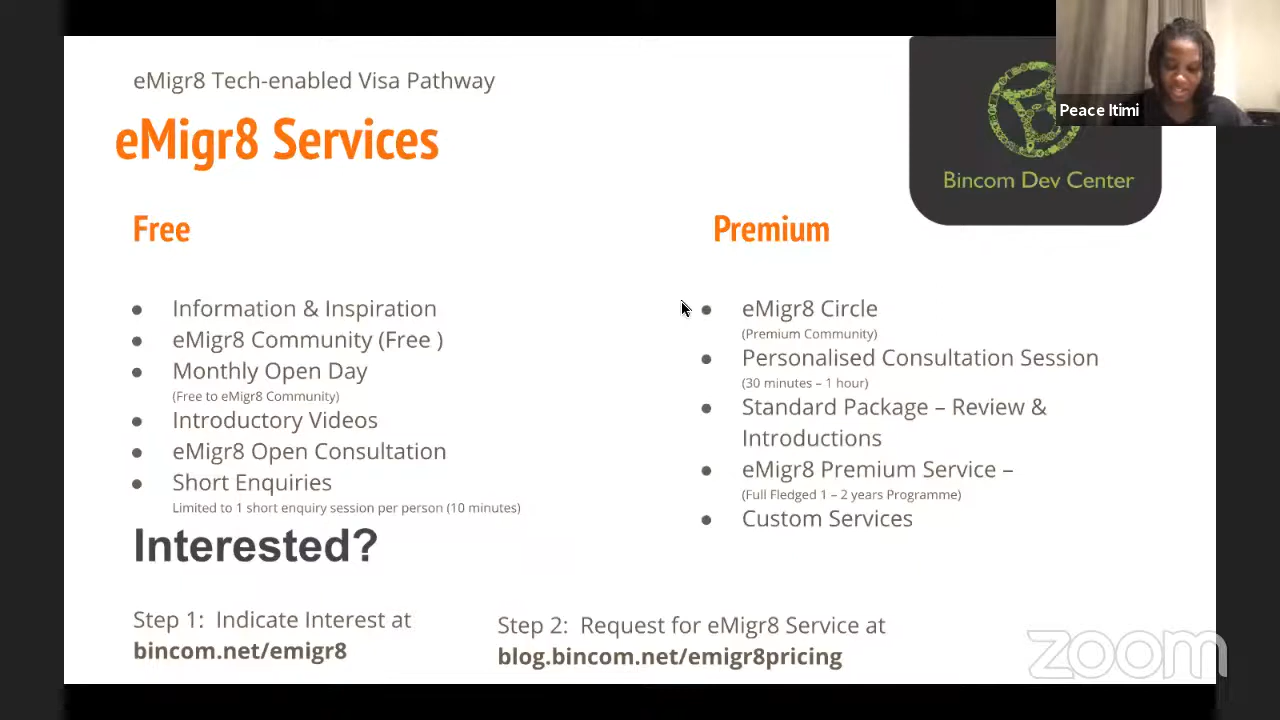 eMigr8 Tech-enabled Visa Pathway
eMigr8 Services
Peace Itimi
Bincom Dev Center
Free
Information & Inspiration
eMigr8 Community (Free )
Monthly Open Day
(Free to eMigr8 Community)
Introductory Videos
eMigr8 Open Consultation
Short Enquiries
Limited to 1 short enquiry session per person (10 minutes)
Premium
eMigr8 Circle
(Premium Community)
Personalised Consultation Session
(30 minutes – 1 hour)
Standard Package – Review &
Introductions
eMigr8 Premium Service –
(Full Fledged 1 – 2 years Programme)
Custom Services
Interested?
Step 1: Indicate Interest at
bincom.net/emigr8
Step 2: Request for eMigr8 Service at
blog.bincom.net/emigr8pricing
zoom